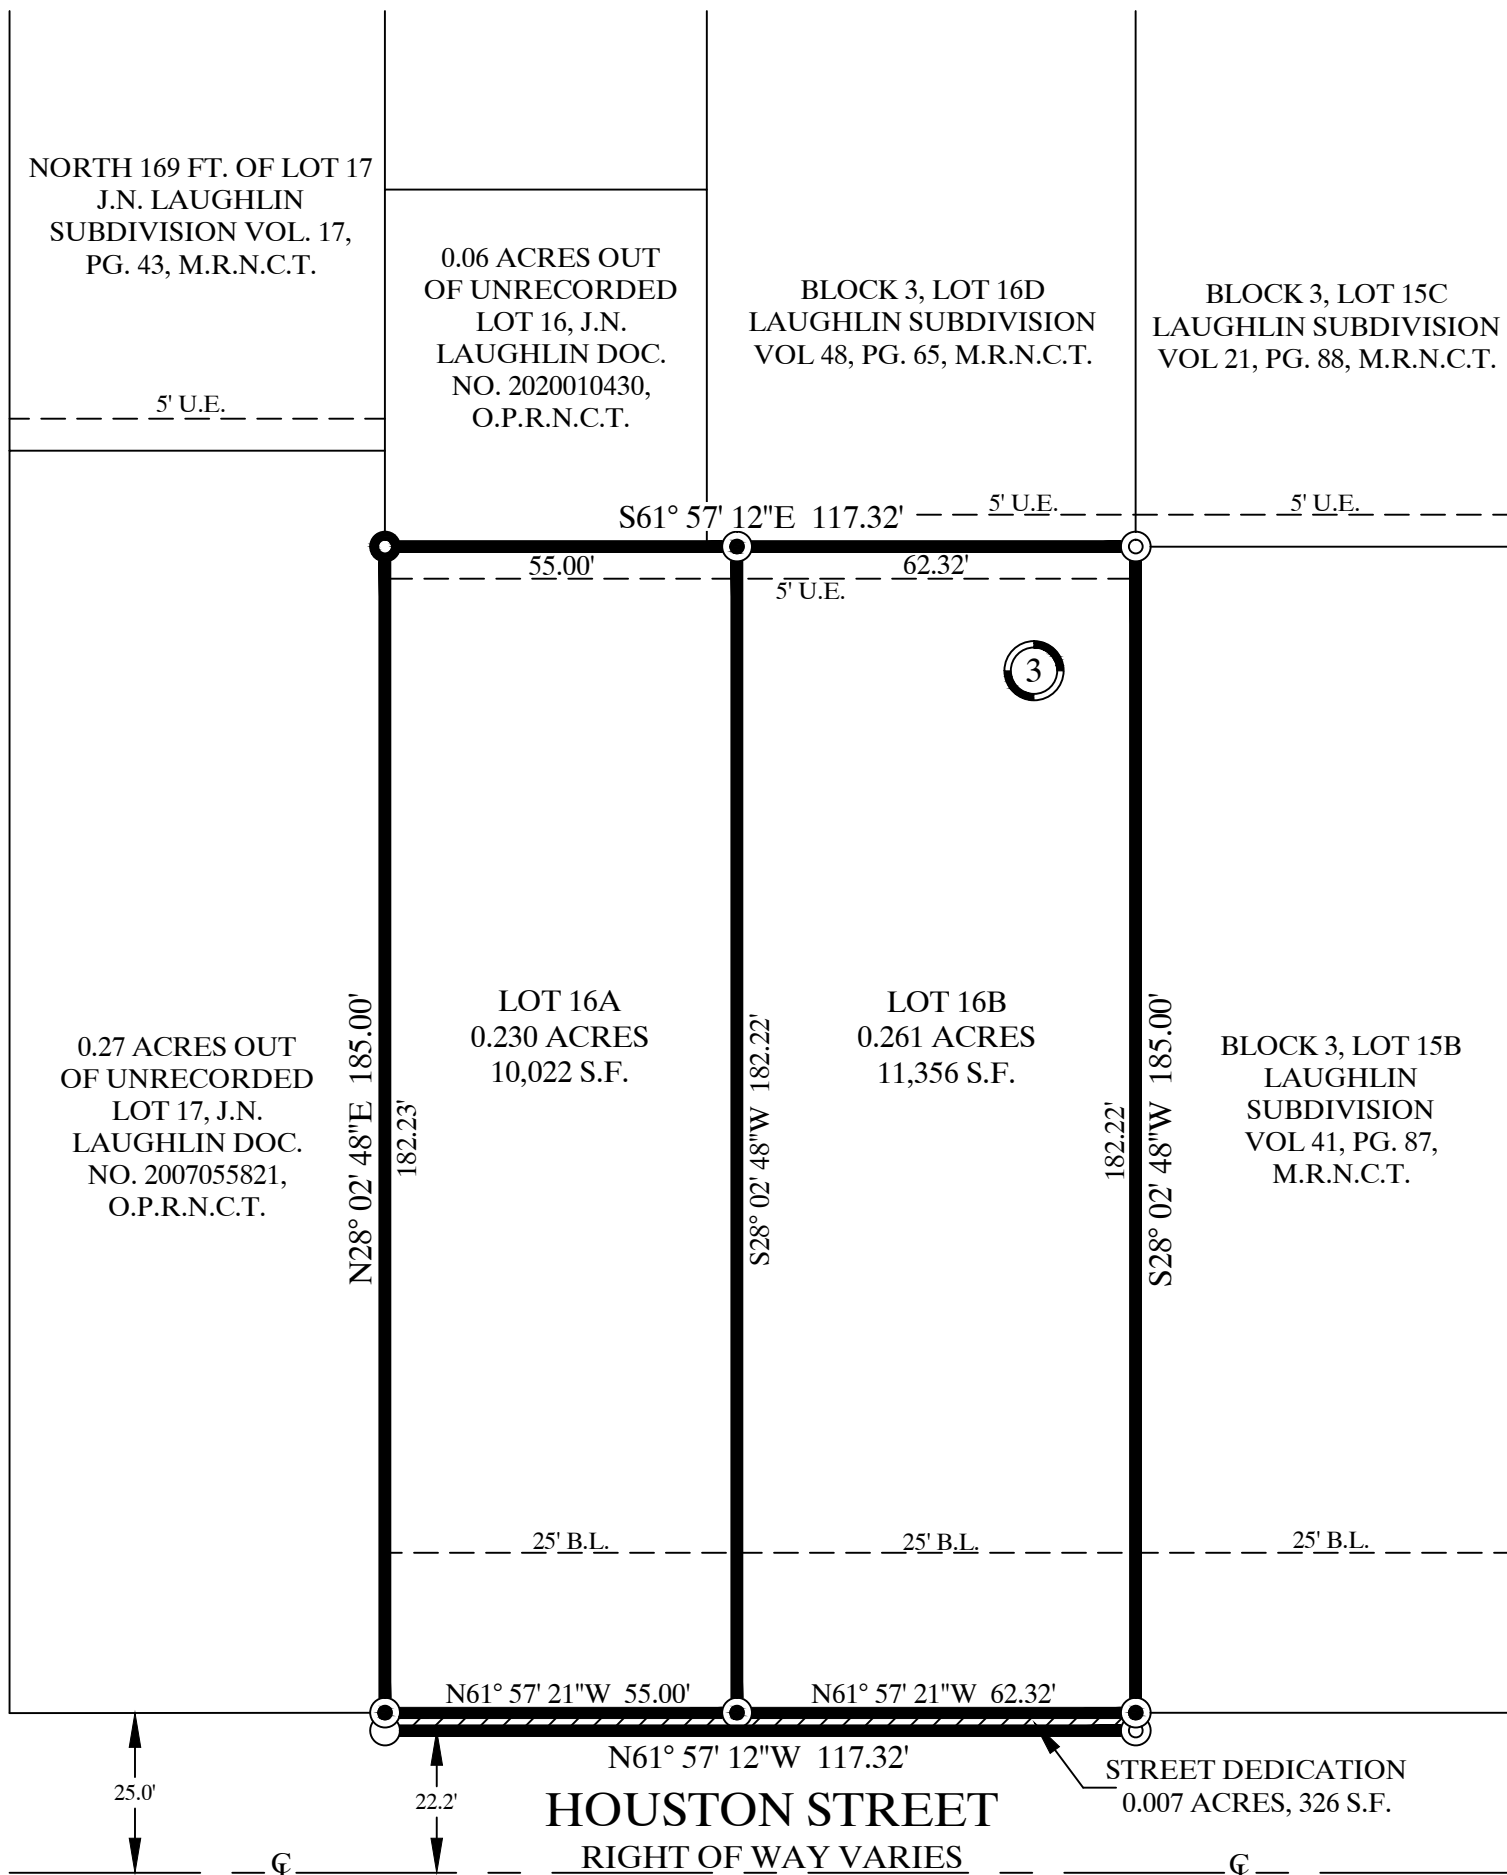 NORTH 169 FT. OF LOT 17
J.N. LAUGHLIN
SUBDIVISION VOL. 17,
PG. 43, M.R.N.C.T.
5' U.E.
0.06 ACRES OUT
OF UNRECORDED
LOT 16, J.N.
LAUGHLIN DOC.
NO. 2020010430,
O.P.R.N.C.T.
BLOCK 3, LOT 16D
LAUGHLIN SUBDIVISION
VOL 48, PG. 65, M.R.N.C.T.
BLOCK 3, LOT 15C
LAUGHLIN SUBDIVISION
VOL 21, PG. 88, M.R.N.C.T.
S61° 57' 12"E 117.32'
5' U.E.
5' U.E.
55.00'
62.32'
5' U.E.
3
0.27 ACRES OUT
OF UNRECORDED
LOT 17, J.N.
LAUGHLIN DOC.
NO. 2007055821,
O.P.R.N.C.T.
N28° 02' 48"E 185.00'
182.23'
LOT 16A
0.230 ACRES
10,022 S.F.
S28° 02' 48"W 182.22'
LOT 16B
0.261 ACRES
11,356 S.F.
182.22'
S28° 02' 48"W 185.00'
BLOCK 3, LOT 15B
LAUGHLIN
SUBDIVISION
VOL 41, PG. 87,
M.R.N.C.T.
25' B.L.
25' B.L.
25' B.L.
N61° 57' 21"W 55.00'
N61° 57' 21"W 62.32'
N61° 57' 12"W 117.32'
25.0'
22.2'
STREET DEDICATION
0.007 ACRES, 326 S.F.
HOUSTON STREET
RIGHT OF WAY VARIES
℄
℄